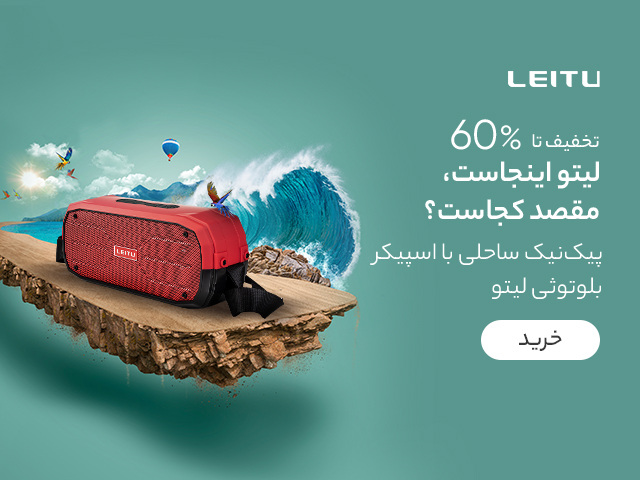 LEITU
تخفیف تا 60%
لیتو اینجاست،
مقصد کجاست؟
پیک‌نیک ساحلی با اسپیکر
بلوتوثی لیتو
خرید
LEITU